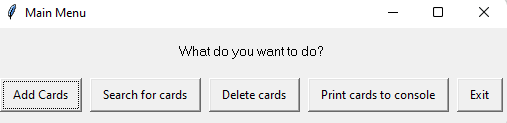 Main Menu
What do you want to do?
Add Cards Search for cards Delete cards Print cards to console Exit